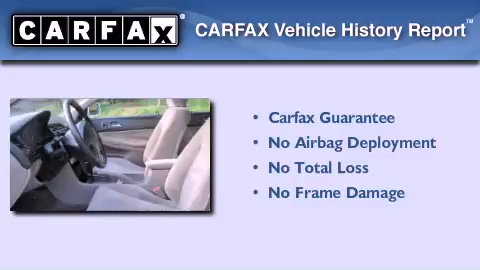 CARFAX®
CARFAX Vehicle History Report™
• Carfax Guarantee
• No Airbag Deployment
• No Total Loss
• No Frame Damage